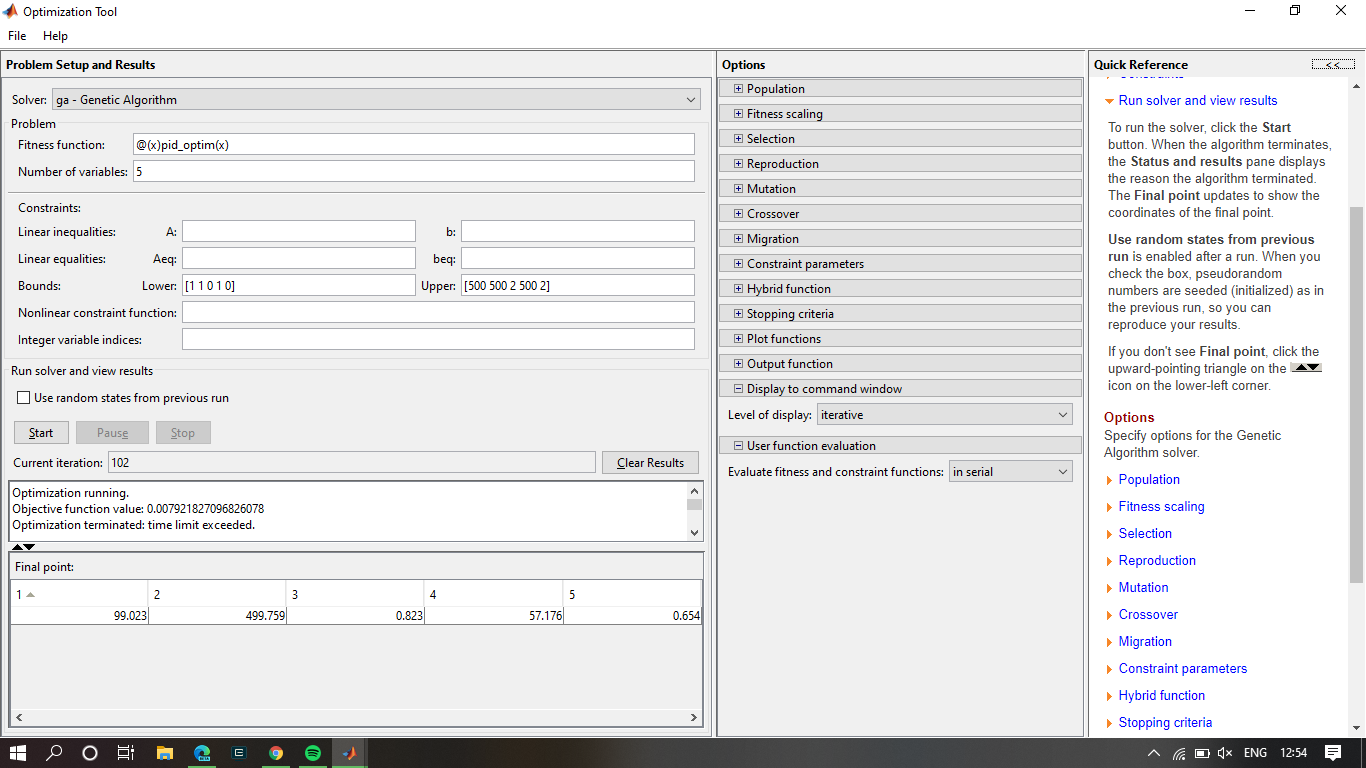 Optimization Tool
File Help
Problem Setup and Results
Solver: ga - Genetic Algorithm
Problem
Fitness function: @(x)pid_optim(x)
Number of variables: 5
Constraints:
Linear inequalities: A: b:
Linear equalities: Aeq: beq:
Bounds: Lower: [1 1 0 1 0] Upper: [500 500 2 500 2]
Nonlinear constraint function:
Integer variable indices:
Run solver and view results
Use random states from previous run
Start Pause Stop
Current iteration: 102 Clear Results
Optimization running.
Objective function value: 0.007921827096826078
Optimization terminated: time limit exceeded.
Final point:
1 2 3 4 5
99.023 499.759 0.823 57.176 0.654
Options
Population
Fitness scaling
Selection
Reproduction
Mutation
Crossover
Migration
Constraint parameters
Hybrid function
Stopping criteria
Plot functions
Output function
Display to command window
Level of display: iterative
User function evaluation
Evaluate fitness and constraint functions: in serial
Quick Reference <<
Run solver and view results
To run the solver, click the Start
button. When the algorithm terminates,
the Status and results pane displays
the reason the algorithm terminated.
The Final point updates to show the
coordinates of the final point.
Use random states from previous
run is enabled after a run. When you
check the box, pseudorandom
numbers are seeded (initialized) as in
the previous run, so you can
reproduce your results.
If you don't see Final point, click the
upward-pointing triangle on the
icon on the lower-left corner.
Options
Specify options for the Genetic
Algorithm solver.
Population
Fitness scaling
Selection
Reproduction
Mutation
Crossover
Migration
Constraint parameters
Hybrid function
Stopping criteria
ENG 12:54